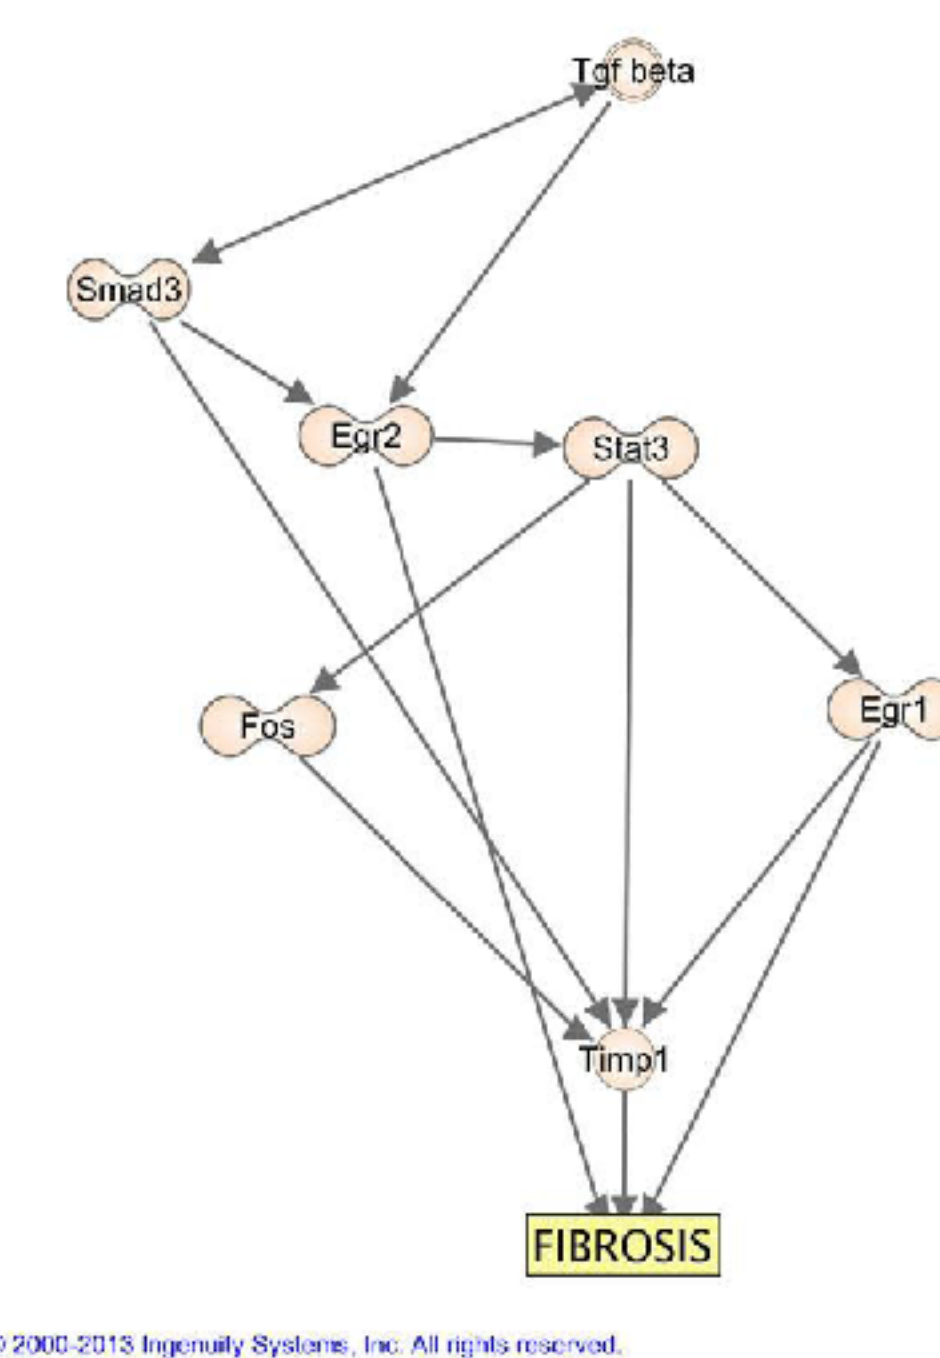 Tgf beta
Smad3
Egr2
Stat3
Fos
Egr1
Timp1
FIBROSIS
© 2000-2013 Ingenuity Systems, Inc. All rights reserved.